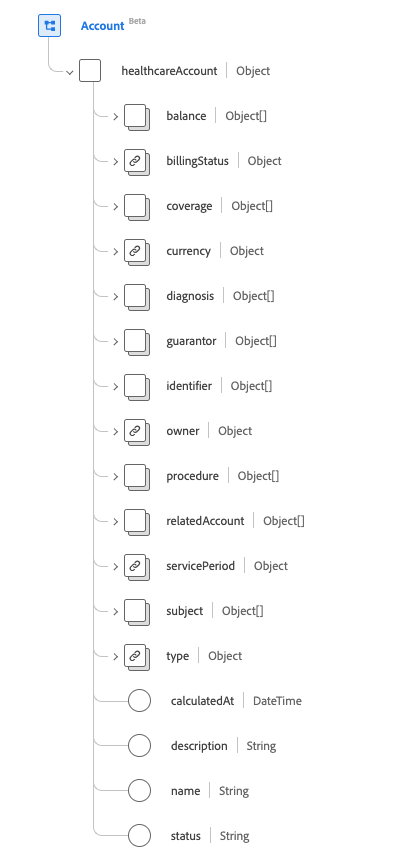 Account Beta
healthcareAccount | Object
balance | Object[]
billingStatus | Object
coverage | Object[]
currency | Object
diagnosis | Object[]
guarantor | Object[]
identifier | Object[]
owner | Object
procedure | Object[]
relatedAccount | Object[]
servicePeriod | Object
subject | Object[]
type | Object
calculatedAt | DateTime
description | String
name | String
status | String